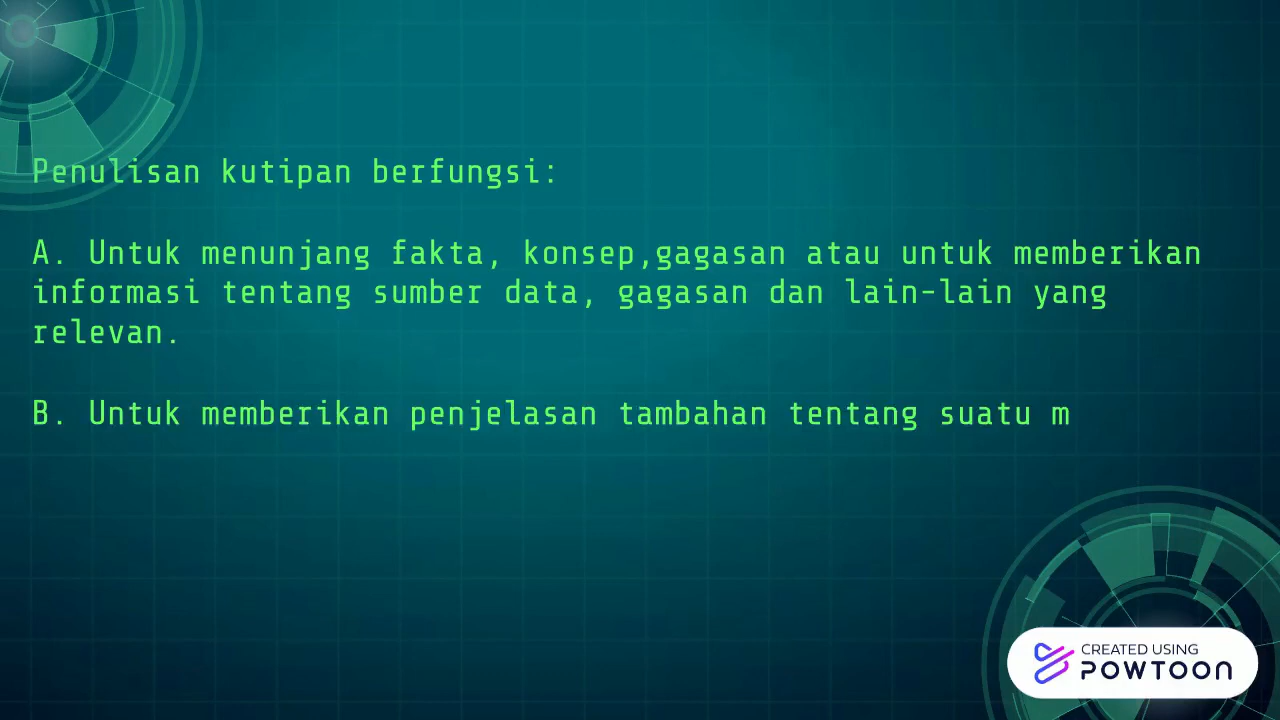 Penulisan kutipan berfungsi:
A. Untuk menunjang fakta, konsep,gagasan atau untuk memberikan
informasi tentang sumber data, gagasan dan lain-lain yang
relevan.
B. Untuk memberikan penjelasan tambahan tentang suatu m
CREATED USING
POWTOON